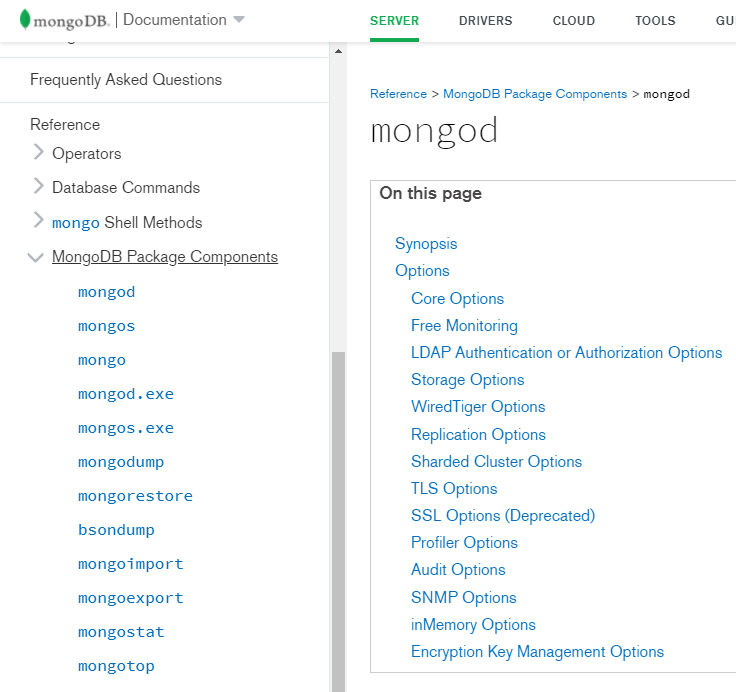 mongoDB. | Documentation
SERVER
DRIVERS
CLOUD
TOOLS
GU
Frequently Asked Questions
Reference
Operators
Database Commands
mongo Shell Methods
MongoDB Package Components
mongod
mongos
mongo
mongod.exe
mongos.exe
mongodump
mongorestore
bsondump
mongoimport
mongoexport
mongostat
mongotop
Reference > MongoDB Package Components > mongod
mongod
On this page
Synopsis
Options
Core Options
Free Monitoring
LDAP Authentication or Authorization Options
Storage Options
WiredTiger Options
Replication Options
Sharded Cluster Options
TLS Options
SSL Options (Deprecated)
Profiler Options
Audit Options
SNMP Options
inMemory Options
Encryption Key Management Options